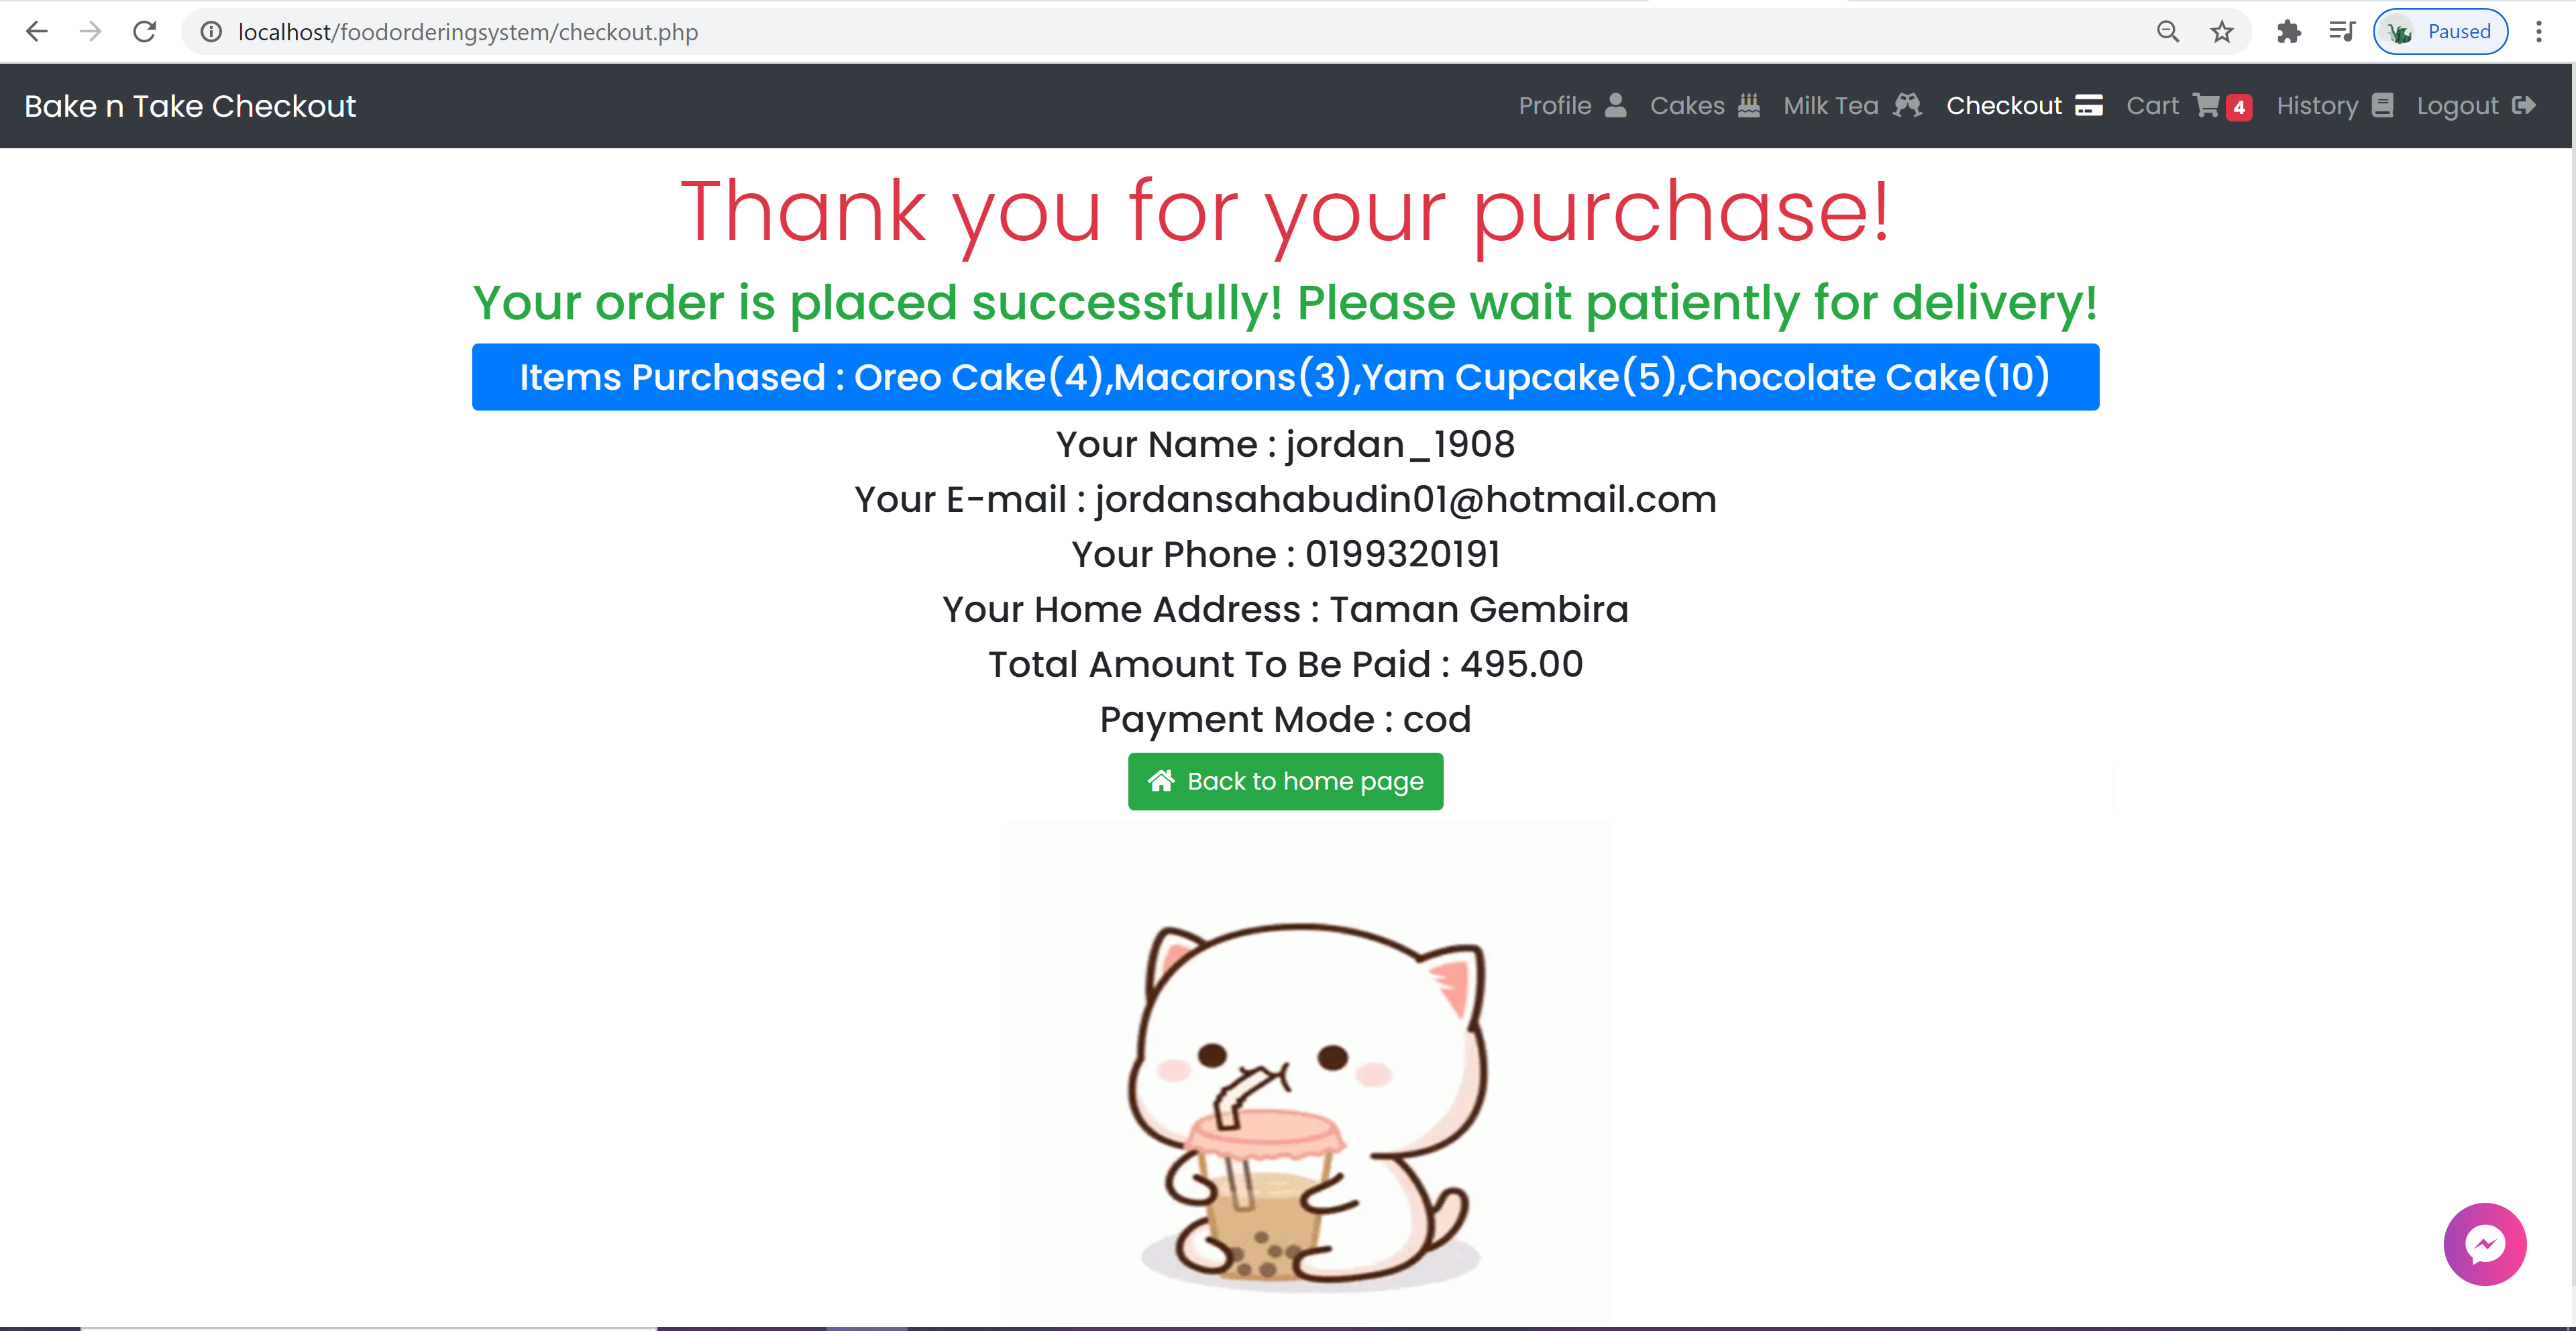 localhost/foodorderingsystem/checkout.php
Paused
Bake n Take Checkout
Profile Cakes Milk Tea Checkout Cart 4 History Logout
Thank you for your purchase!
Your order is placed successfully! Please wait patiently for delivery!
Items Purchased : Oreo Cake(4),Macarons(3),Yam Cupcake(5),Chocolate Cake(10)
Your Name : jordan_1908
Your E-mail : jordansahabudin01@hotmail.com
Your Phone : 0199320191
Your Home Address : Taman Gembira
Total Amount To Be Paid : 495.00
Payment Mode : cod
Back to home page